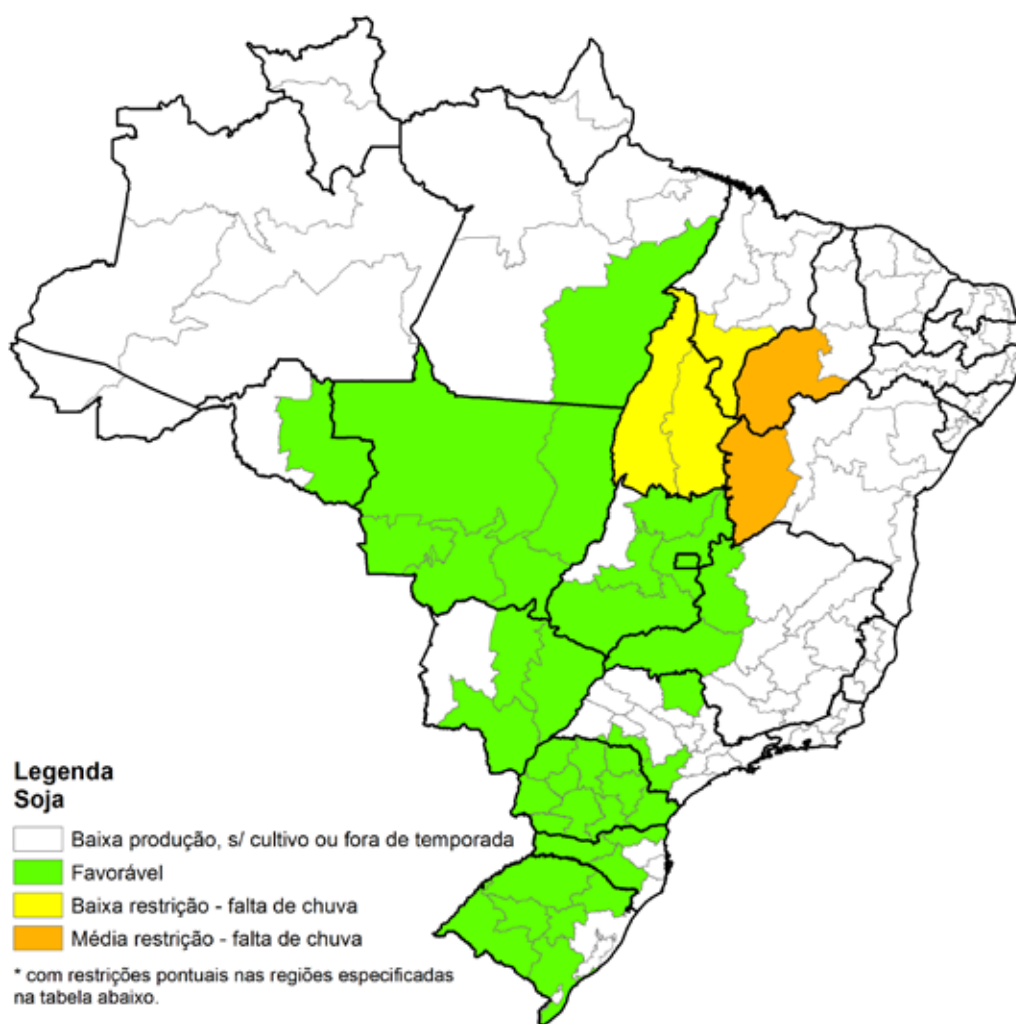 Legenda
Soja
Baixa produção, s/ cultivo ou fora de temporada
Favorável
Baixa restrição - falta de chuva
Média restrição - falta de chuva
* com restrições pontuais nas regiões especificadas
na tabela abaixo.